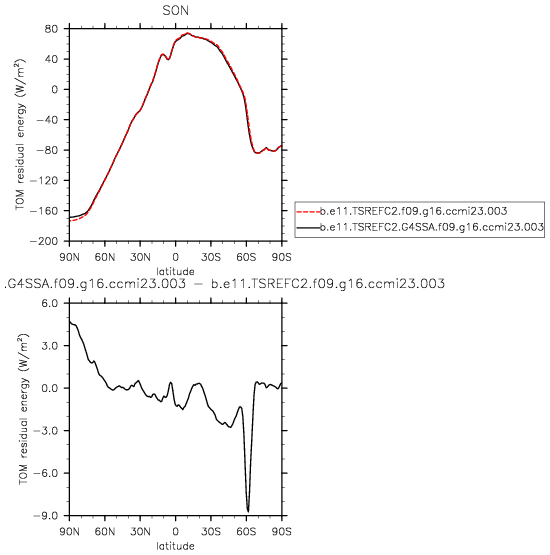 SON
TOM residual energy (W/m²)
80
40
0
−40
−80
−120
−160
−200
90N 60N 30N 0 30S 60S 90S
latitude
b.e11.TSREFC2.f09.g16.ccmi23.003
b.e11.TSREFC2.G4SSA.f09.g16.ccmi23.003
.G4SSA.f09.g16.ccmi23.003 − b.e11.TSREFC2.f09.g16.ccmi23.003
TOM residual energy (W/m²)
6.0
3.0
0.0
−3.0
−6.0
−9.0
90N 60N 30N 0 30S 60S 90S
latitude